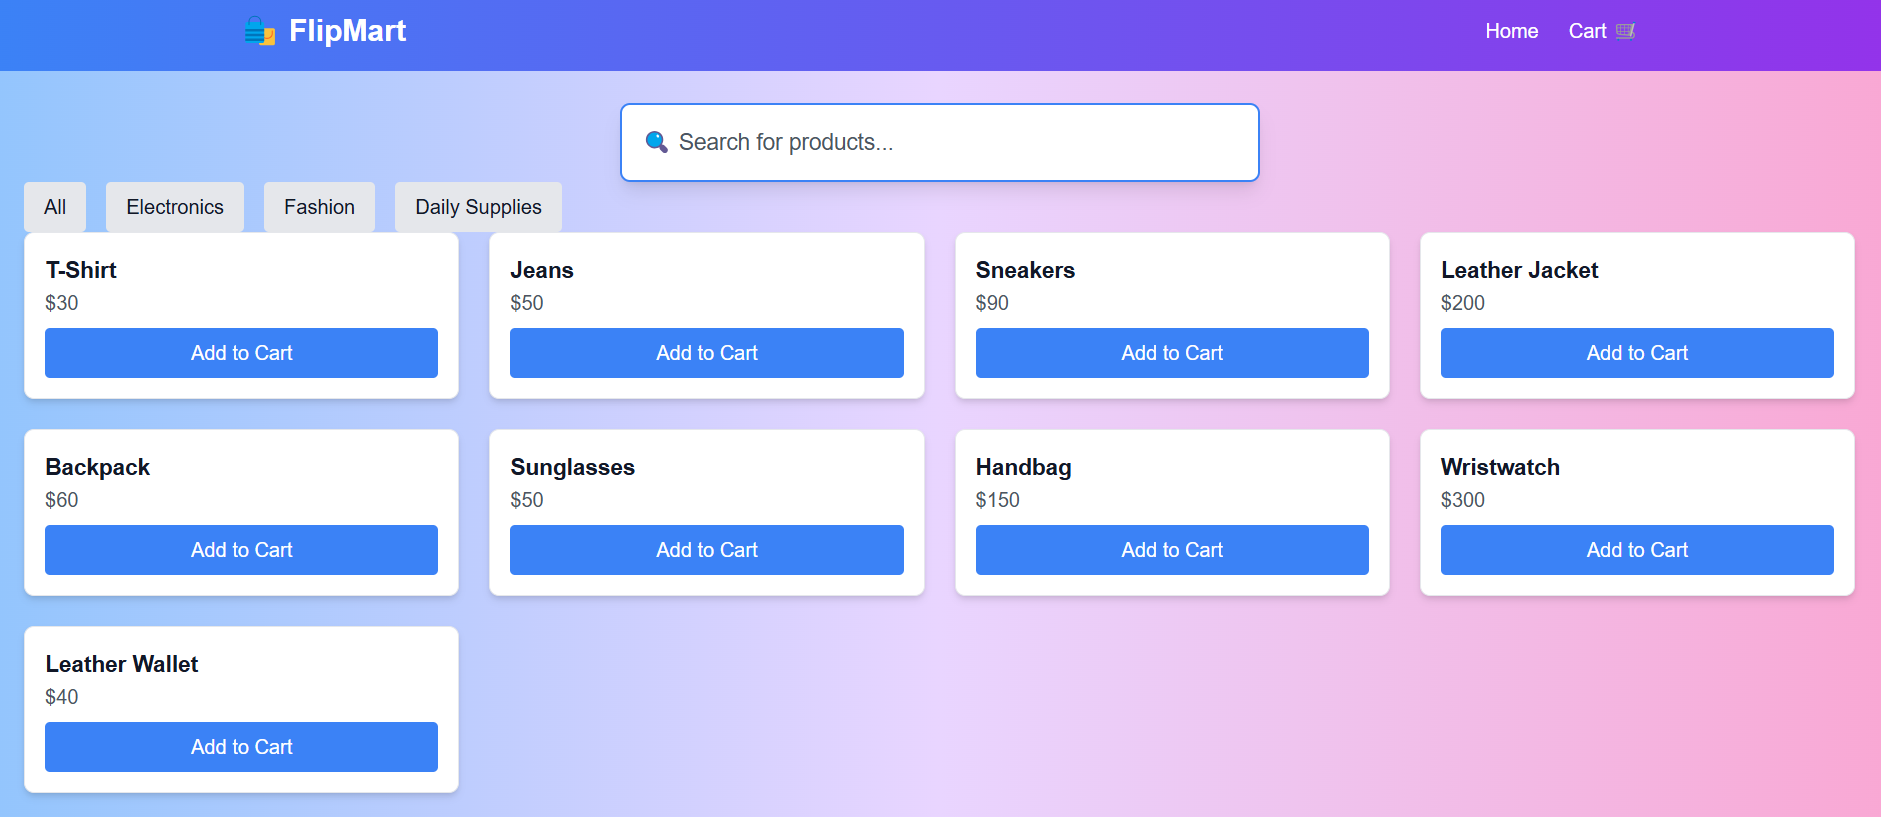 FlipMart
Home Cart
Search for products...
All Electronics Fashion Daily Supplies
T-Shirt
$30
Add to Cart
Jeans
$50
Add to Cart
Sneakers
$90
Add to Cart
Leather Jacket
$200
Add to Cart
Backpack
$60
Add to Cart
Sunglasses
$50
Add to Cart
Handbag
$150
Add to Cart
Wristwatch
$300
Add to Cart
Leather Wallet
$40
Add to Cart